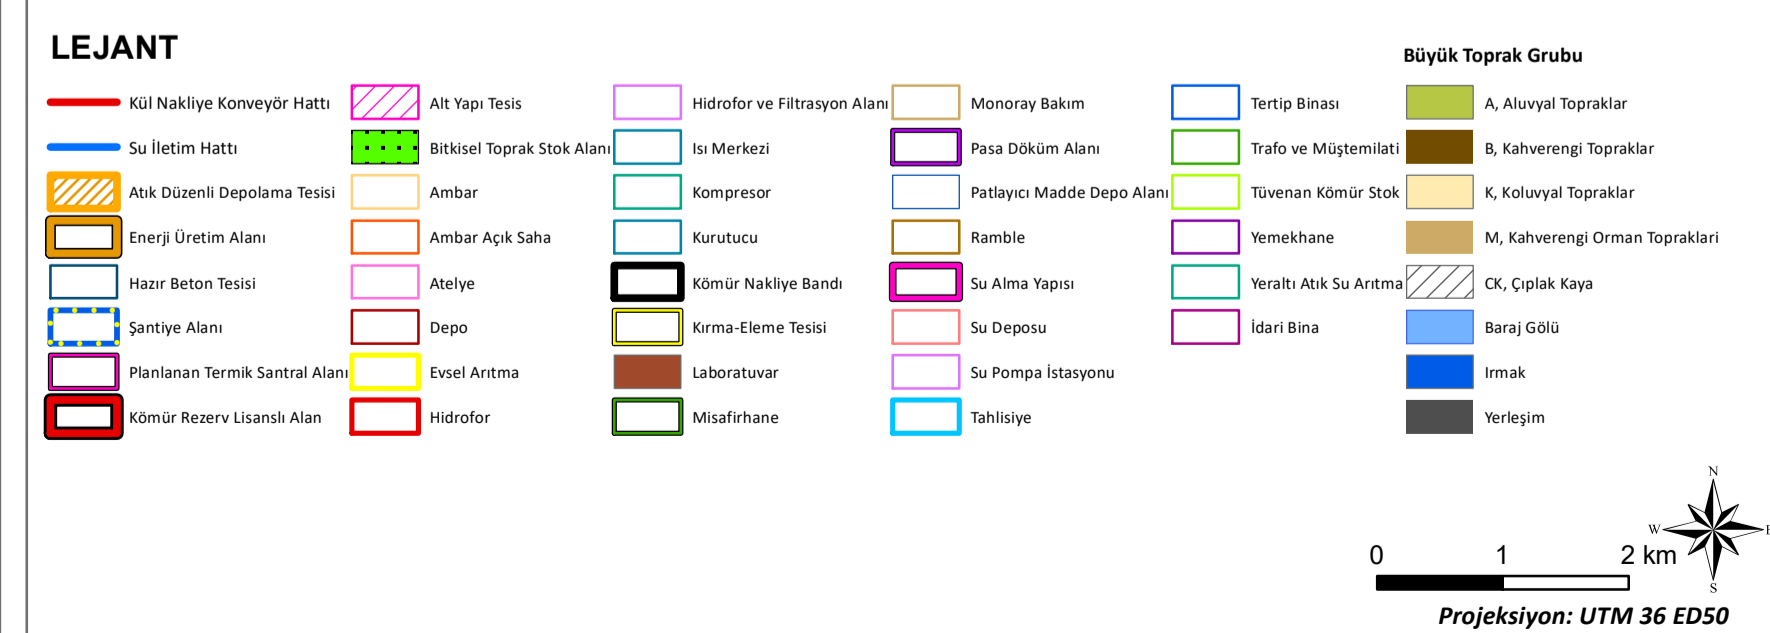 LEJANT
Kül Nakliye Konveyör Hattı
Su İletim Hattı
Atık Düzenli Depolama Tesisi
Enerji Üretim Alanı
Hazır Beton Tesisi
Şantiye Alanı
Planlanan Termik Santral Alanı
Kömür Rezerv Lisanslı Alan
Alt Yapı Tesis
Bitkisel Toprak Stok Alanı
Ambar
Ambar Açık Saha
Atelye
Depo
Evsel Arıtma
Hidrofor
Hidrofor ve Filtrasyon Alanı
Isı Merkezi
Kompresor
Kurutucu
Kömür Nakliye Bandı
Kırma-Eleme Tesisi
Laboratuvar
Misafirhane
Monoray Bakım
Pasa Döküm Alanı
Patlayıcı Madde Depo Alanı
Ramble
Su Alma Yapısı
Su Deposu
Su Pompa İstasyonu
Tahlisiye
Tertip Binası
Trafo ve Müştemilati
Tüvenan Kömür Stok
Yemekhane
Yeraltı Atık Su Arıtma
İdari Bina
Büyük Toprak Grubu
A, Aluvyal Topraklar
B, Kahverengi Topraklar
K, Koluvyal Topraklar
M, Kahverengi Orman Topraklari
CK, Çıplak Kaya
Baraj Gölü
Irmak
Yerleşim
N
W E
S
0 1 2 km
Projeksiyon: UTM 36 ED50